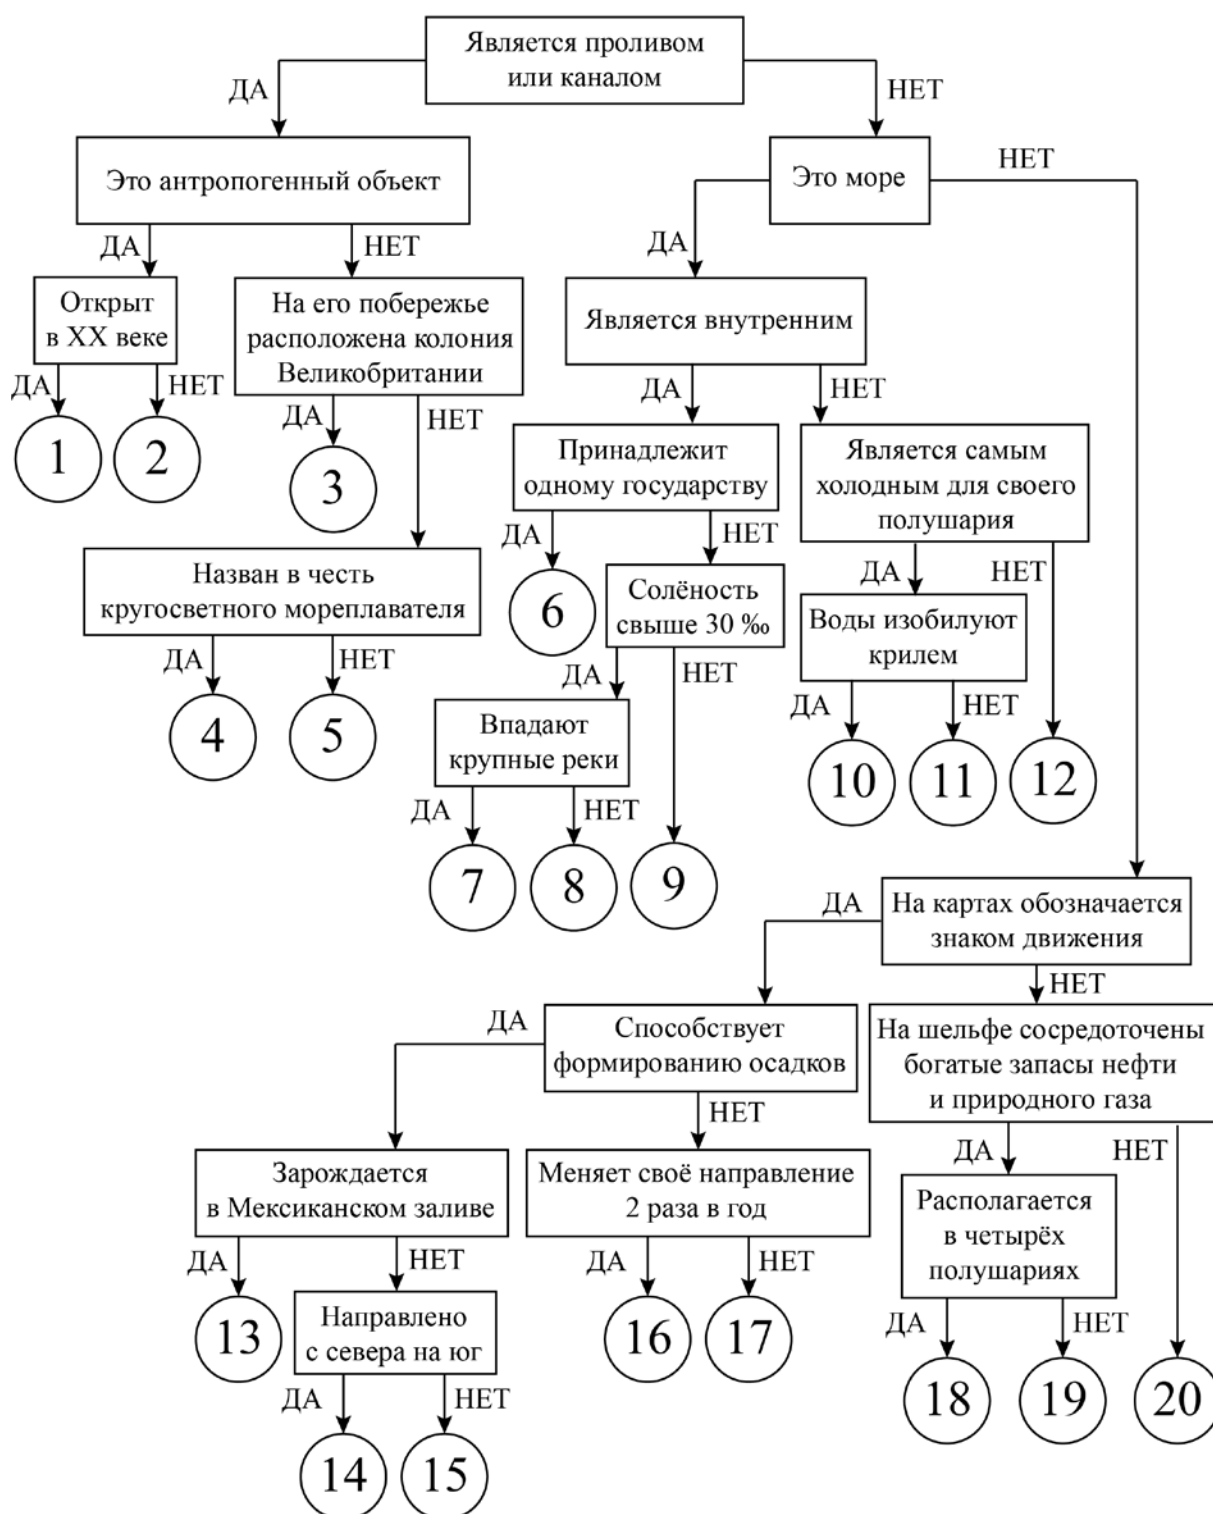 Является проливом
или каналом
ДА
НЕТ
Это антропогенный объект
Это море
НЕТ
ДА
НЕТ
ДА
Открыт
в XX веке
На его побережье
расположена колония
Великобритании
Является внутренним
ДА
НЕТ
ДА
НЕТ
ДА
НЕТ
1
2
3
Принадлежит
одному государству
Является самым
холодным для своего
полушария
ДА
НЕТ
ДА
НЕТ
Назван в честь
кругосветного мореплавателя
6
Солёность
свыше 30 ‰
Воды изобилуют
крилем
ДА
НЕТ
ДА
НЕТ
ДА
НЕТ
4
5
Впадают
крупные реки
10
11
12
ДА
НЕТ
7
8
9
ДА
На картах обозначается
знаком движения
НЕТ
ДА
Способствует
формированию осадков
На шельфе сосредоточены
богатые запасы нефти
и природного газа
НЕТ
ДА
НЕТ
Зарождается
в Мексиканском заливе
Меняет своё направление
2 раза в год
Располагается
в четырёх
полушариях
ДА
НЕТ
ДА
НЕТ
ДА
НЕТ
13
Направлено
с севера на юг
16
17
18
19
20
ДА
НЕТ
14
15